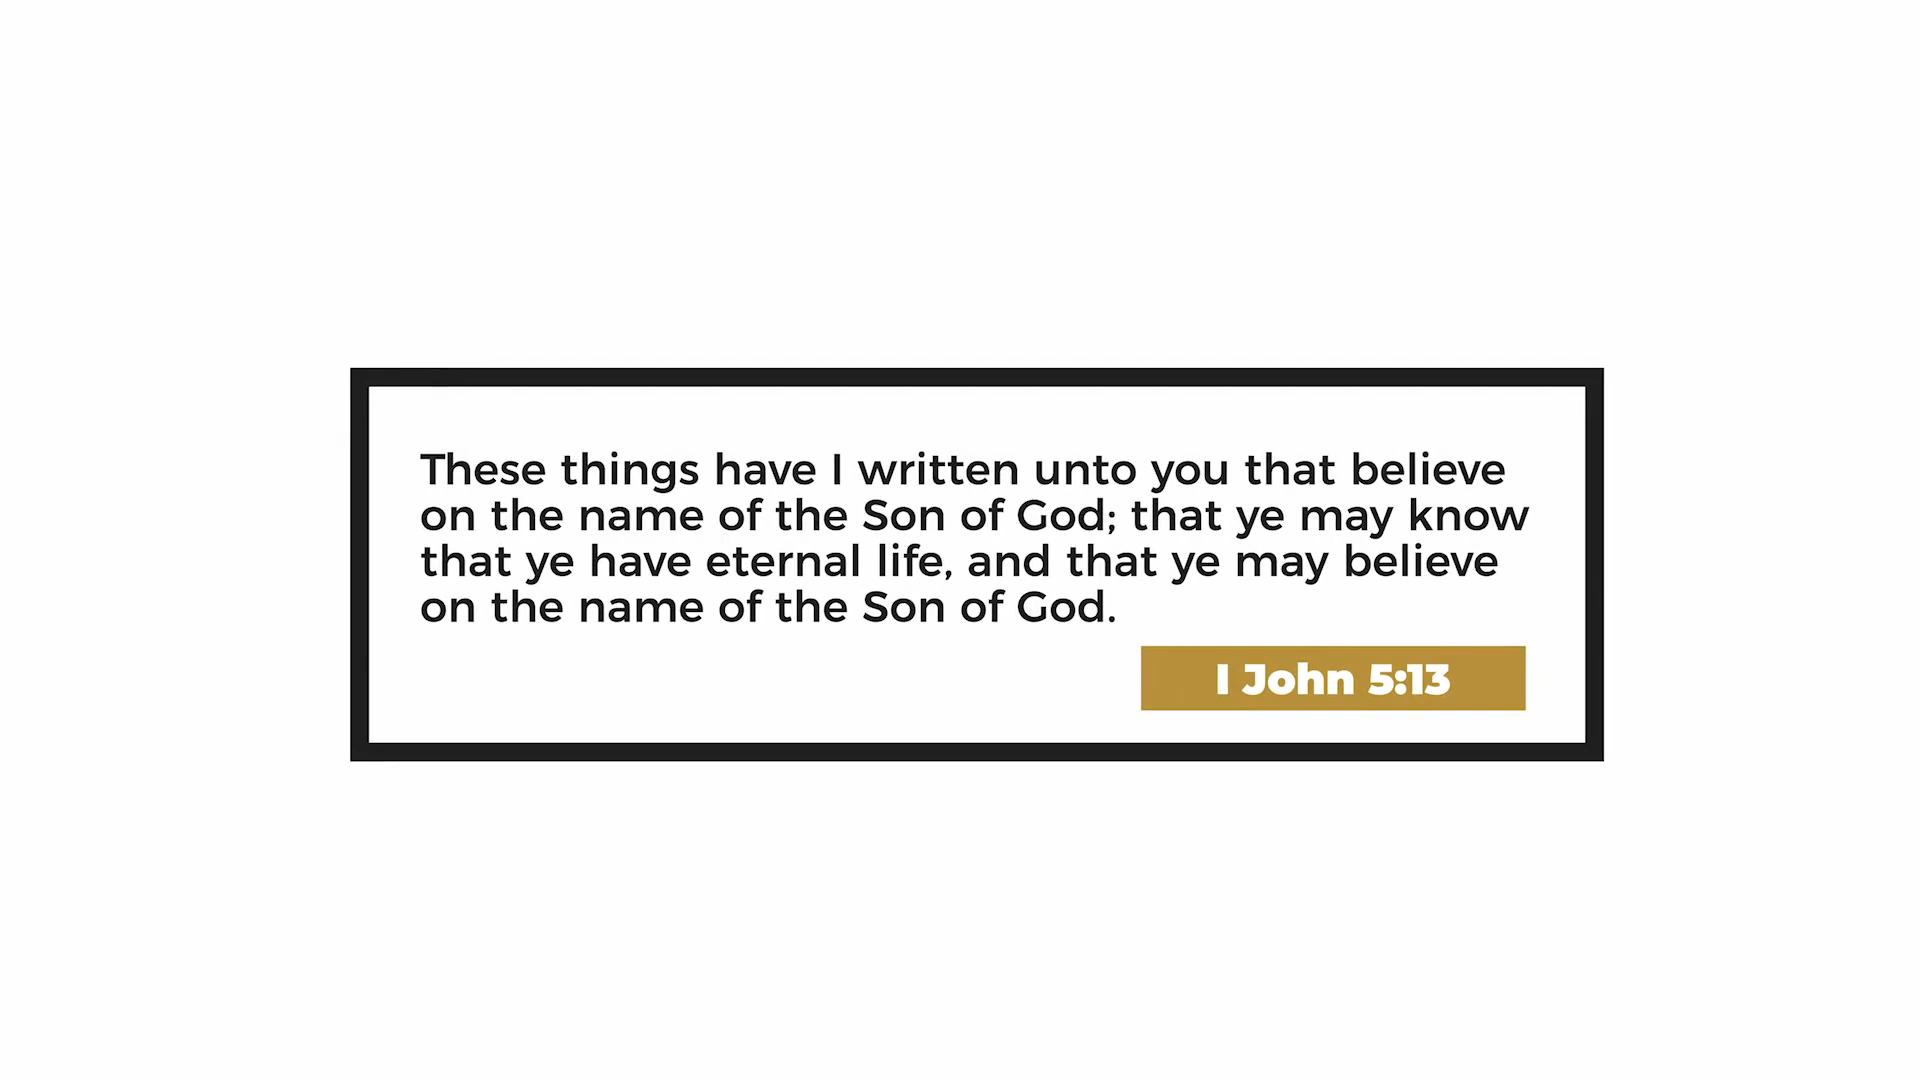 These things have I written unto you that believe
on the name of the Son of God; that ye may know
that ye have eternal life, and that ye may believe
on the name of the Son of God.
I John 5:13